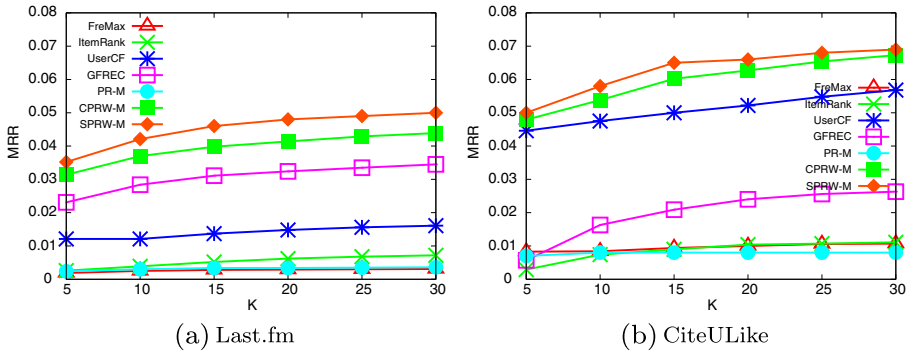 0.08
0.07
0.06
0.05
0.04
0.03
0.02
0.01
0
MRR
FreMax
ItemRank
UserCF
GFREC
PR-M
CPRW-M
SPRW-M
5 10 15 20 25 30
K
(a) Last.fm
0.08
0.07
0.06
0.05
0.04
0.03
0.02
0.01
0
MRR
FreMax
ItemRank
UserCF
GFREC
PR-M
CPRW-M
SPRW-M
5 10 15 20 25 30
K
(b) CiteULike